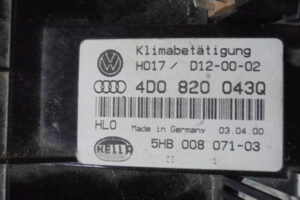 Klimabetätigung
H017 / D12-00-02
4D0 820 043Q
HL0 Made in Germany 03.04.00
HELLA 5HB 008 071-03